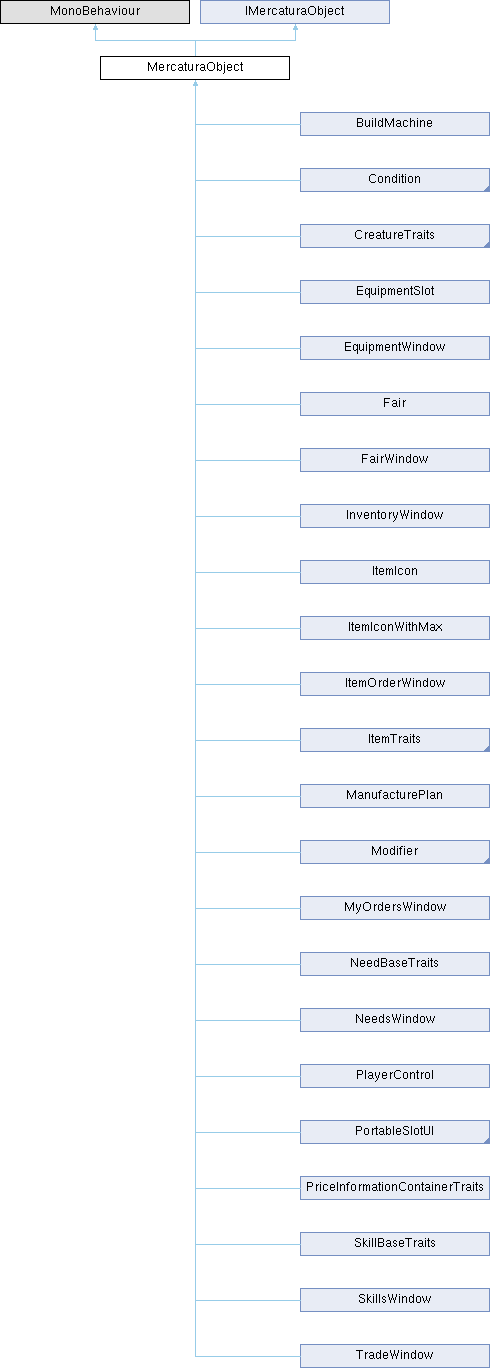 MonoBehaviour
IMercaturaObject
MercaturaObject
BuildMachine
Condition
CreatureTraits
EquipmentSlot
EquipmentWindow
Fair
FairWindow
InventoryWindow
ItemIcon
ItemIconWithMax
ItemOrderWindow
ItemTraits
ManufacturePlan
Modifier
MyOrdersWindow
NeedBaseTraits
NeedsWindow
PlayerControl
PortableSlotUI
PriceInformationContainerTraits
SkillBaseTraits
SkillsWindow
TradeWindow